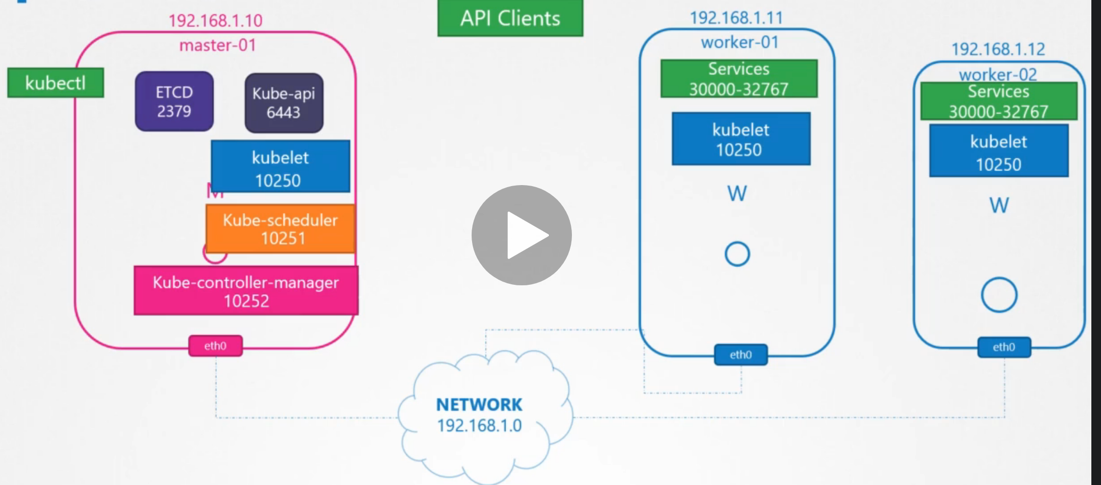 API Clients
192.168.1.10
master-01
kubectl
ETCD
2379
Kube-api
6443
kubelet
10250
M
Kube-scheduler
10251
Kube-controller-manager
10252
eth0
192.168.1.11
worker-01
Services
30000-32767
kubelet
10250
W
eth0
192.168.1.12
worker-02
Services
30000-32767
kubelet
10250
W
eth0
NETWORK
192.168.1.0